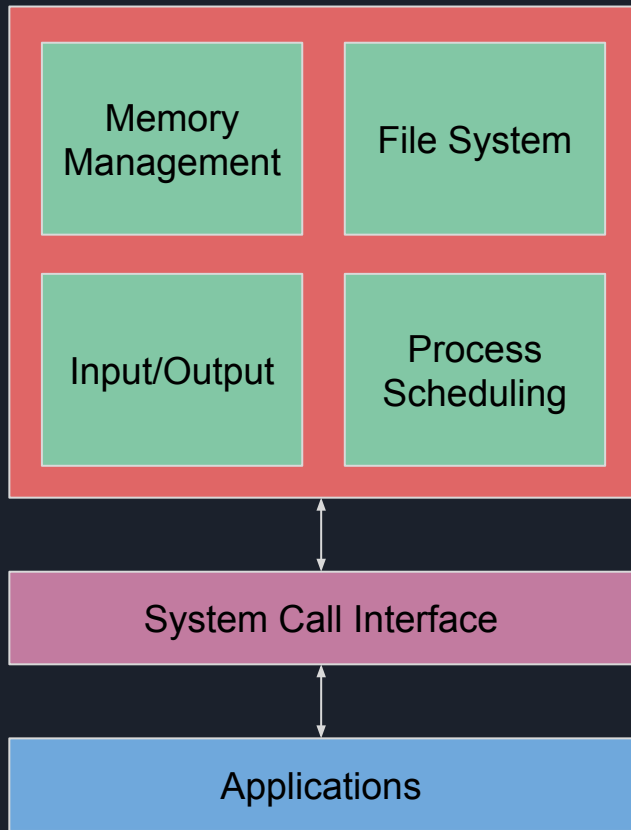 Memory
Management
File System
Input/Output
Process
Scheduling
System Call Interface
Applications